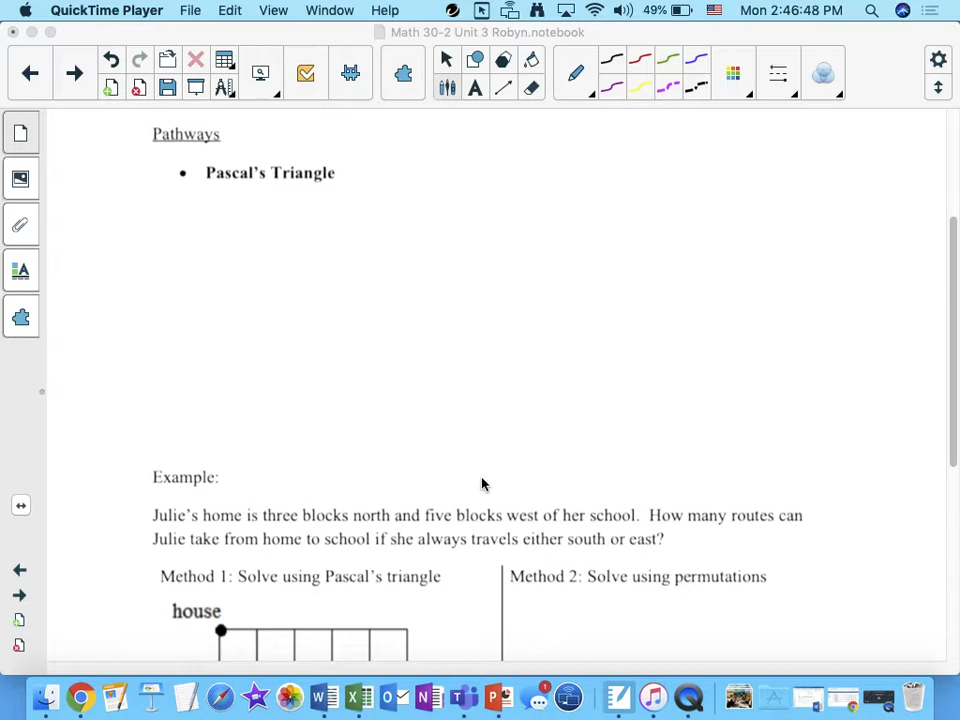 QuickTime Player File Edit View Window Help 49% Mon 2:46:48 PM
Math 30-2 Unit 3 Robyn.notebook
Pathways
• Pascal's Triangle
Example:
Julie's home is three blocks north and five blocks west of her school. How many routes can
Julie take from home to school if she always travels either south or east?
Method 1: Solve using Pascal's triangle
Method 2: Solve using permutations
house